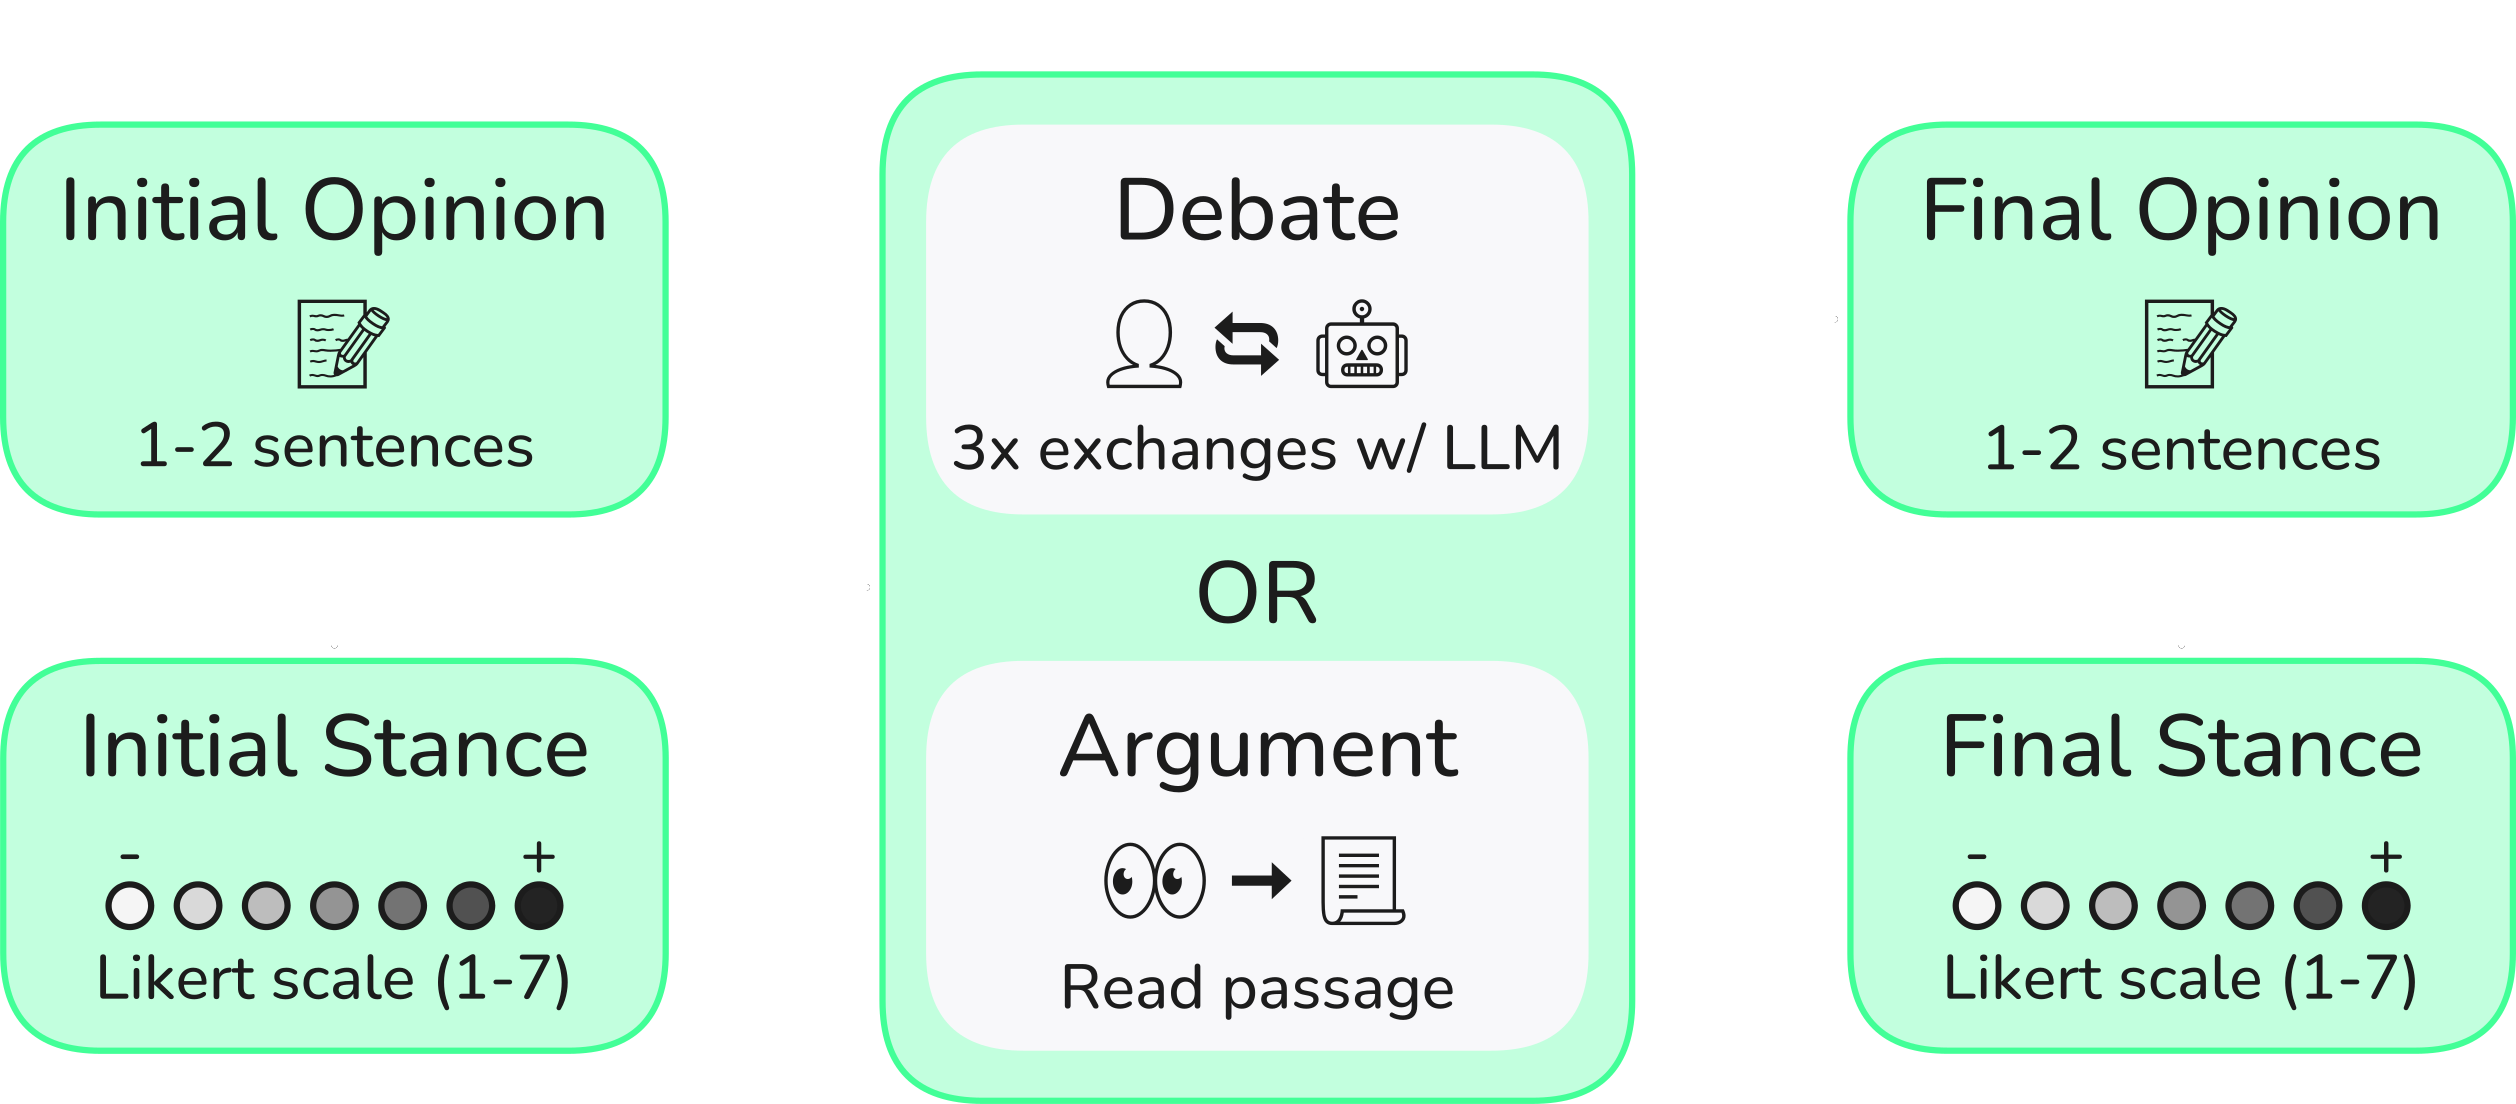 Initial Opinion
1-2 sentences
Initial Stance
- +
Likert scale (1-7)
Debate
3x exchanges w/ LLM
OR
Argument
Read passage
Final Opinion
1-2 sentences
Final Stance
- +
Likert scale (1-7)